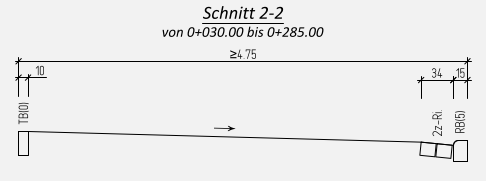 Schnitt 2-2
von 0+030.00 bis 0+285.00
≥4.75
10
34
15
TB(0)
2z-Ri.
RB(5)